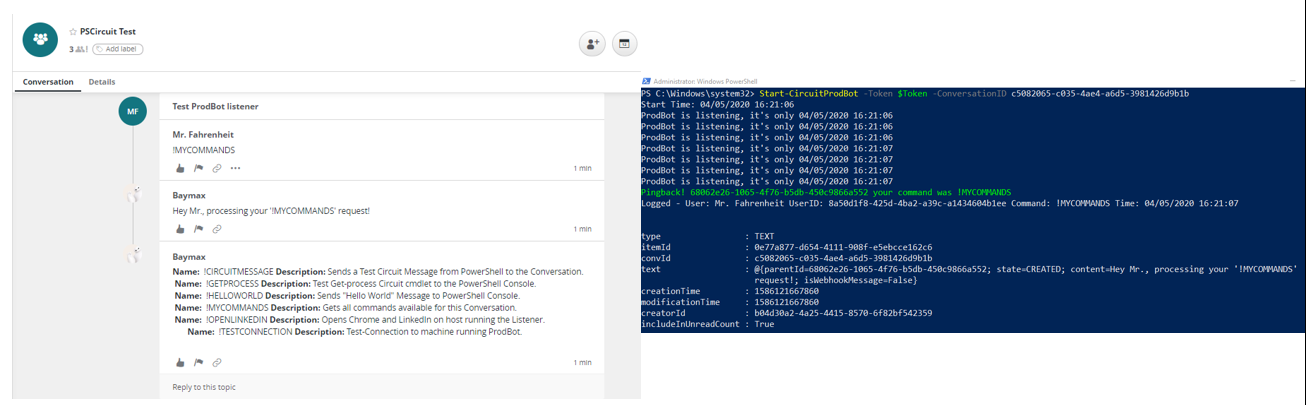 PSCircuit Test
3 Add label
Conversation Details
MF
Test ProdBot listener
Mr. Fahrenheit
!MYCOMMANDS
1 min
Baymax
Hey Mr., processing your '!MYCOMMANDS' request!
1 min
Baymax
Name: !CIRCUITMESSAGE Description: Sends a Test Circuit Message from PowerShell to the Conversation.
Name: !GETPROCESS Description: Test Get-process Circuit cmdlet to the PowerShell Console.
Name: !HELLOWORLD Description: Sends "Hello World" Message to PowerShell Console.
Name: !MYCOMMANDS Description: Gets all commands available for this Conversation.
Name: !OPENLINKEDIN Description: Opens Chrome and LinkedIn on host running the Listener.
Name: !TESTCONNECTION Description: Test-Connection to machine running ProdBot.
1 min
Reply to this topic
Administrator: Windows PowerShell
PS C:\Windows\system32> Start-CircuitProdBot -Token $Token -ConversationID c5082065-c035-4ae4-a6d5-3981426d9b1b
Start Time: 04/05/2020 16:21:06
ProdBot is listening, it's only 04/05/2020 16:21:06
ProdBot is listening, it's only 04/05/2020 16:21:06
ProdBot is listening, it's only 04/05/2020 16:21:06
ProdBot is listening, it's only 04/05/2020 16:21:07
ProdBot is listening, it's only 04/05/2020 16:21:07
ProdBot is listening, it's only 04/05/2020 16:21:07
ProdBot is listening, it's only 04/05/2020 16:21:07
Pingback! 68062e26-1065-4f76-b5db-450c9866a552 your command was !MYCOMMANDS
Logged - User: Mr. Fahrenheit UserID: 8a50d1f8-425d-4ba2-a39c-a1434604b1ee Command: !MYCOMMANDS Time: 04/05/2020 16:21:07
type : TEXT
itemId : 0e77a877-d654-4111-908f-e5ebcce162c6
convId : c5082065-c035-4ae4-a6d5-3981426d9b1b
text : @{parentId=68062e26-1065-4f76-b5db-450c9866a552; state=CREATED; content=Hey Mr., processing your '!MYCOMMANDS'
request!; isWebhookMessage=False}
creationTime : 1586121667860
modificationTime : 1586121667860
creatorId : b04d30a2-4a25-4415-8570-6f82bf542359
includeInUnreadCount : True